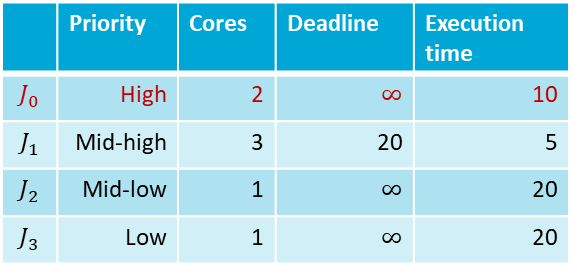 Priority Cores Deadline Execution time
J₀ High 2 ∞ 10
J₁ Mid-high 3 20 5
J₂ Mid-low 1 ∞ 20
J₃ Low 1 ∞ 20